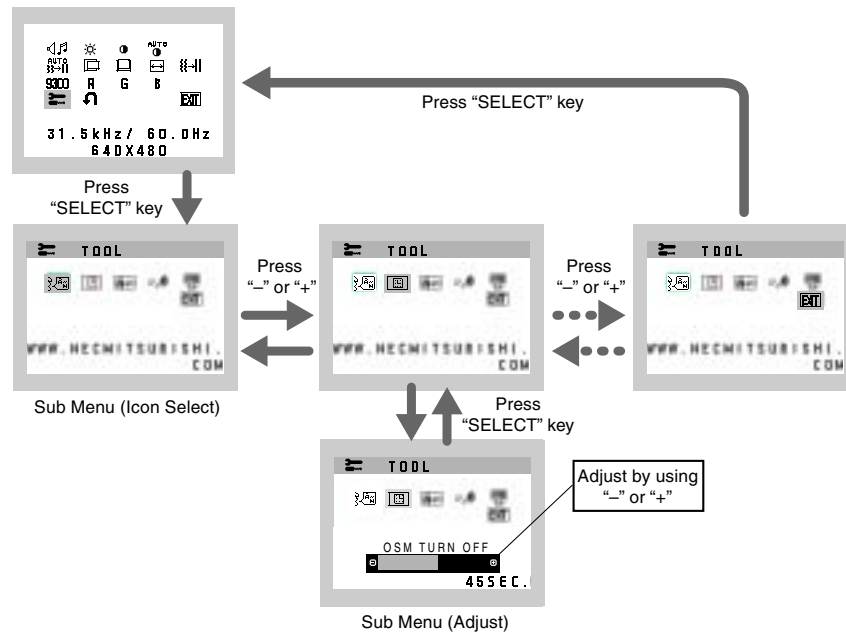 AUTO
AUTO
9300 R G B
EXIT
31.5kHz/ 60.0Hz
640X480
Press "SELECT" key
Press
“SELECT” key
TOOL
WWW.NECMITSUBISHI.
COM
Sub Menu (Icon Select)
Press
“–” or “+”
TOOL
WWW.NECMITSUBISHI.
COM
Press
“–” or “+”
TOOL
EXIT
WWW.NECMITSUBISHI.
COM
Press
“SELECT” key
TOOL
OSM TURN OFF
45SEC.
Adjust by using
“–” or “+”
Sub Menu (Adjust)